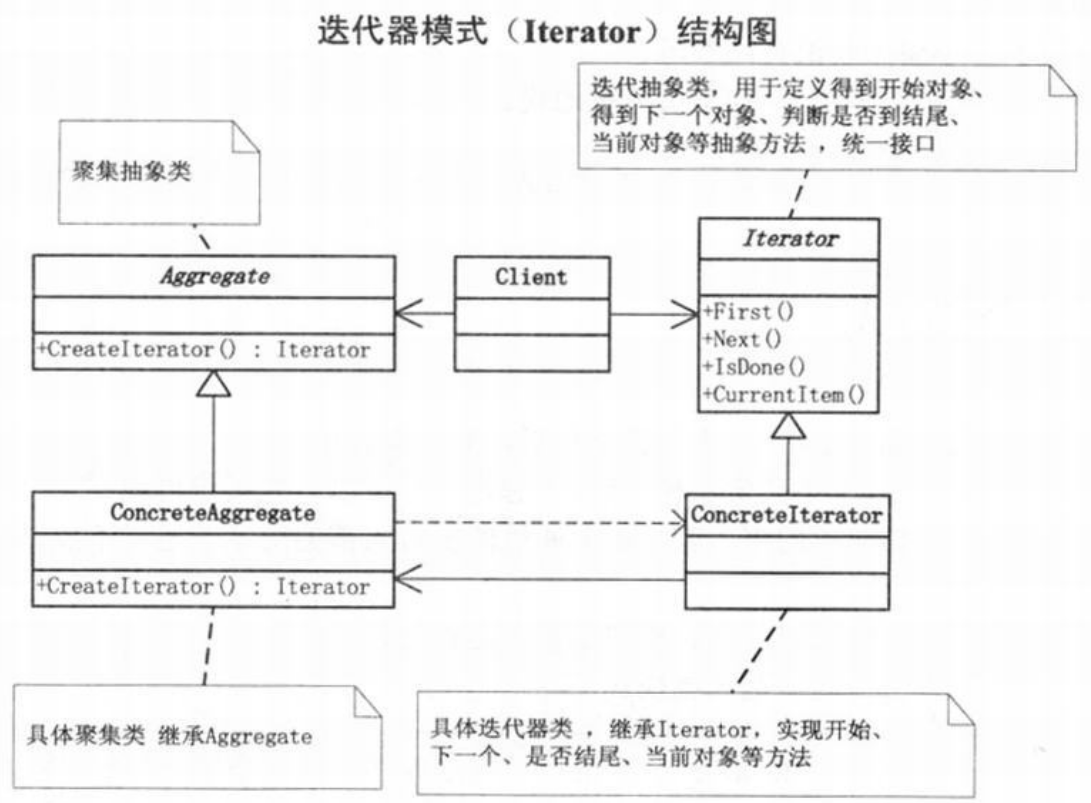 迭代器模式（Iterator）结构图
迭代抽象类，用于定义得到开始对象、
得到下一个对象、判断是否到结尾、
当前对象等抽象方法 ，统一接口
聚集抽象类
Iterator
+First()
+Next()
+IsDone()
+CurrentItem()
Aggregate
+CreateIterator() : Iterator
Client
ConcreteAggregate
+CreateIterator() : Iterator
ConcreteIterator
具体聚集类 继承Aggregate
具体迭代器类 ，继承Iterator，实现开始、
下一个、是否结尾、当前对象等方法